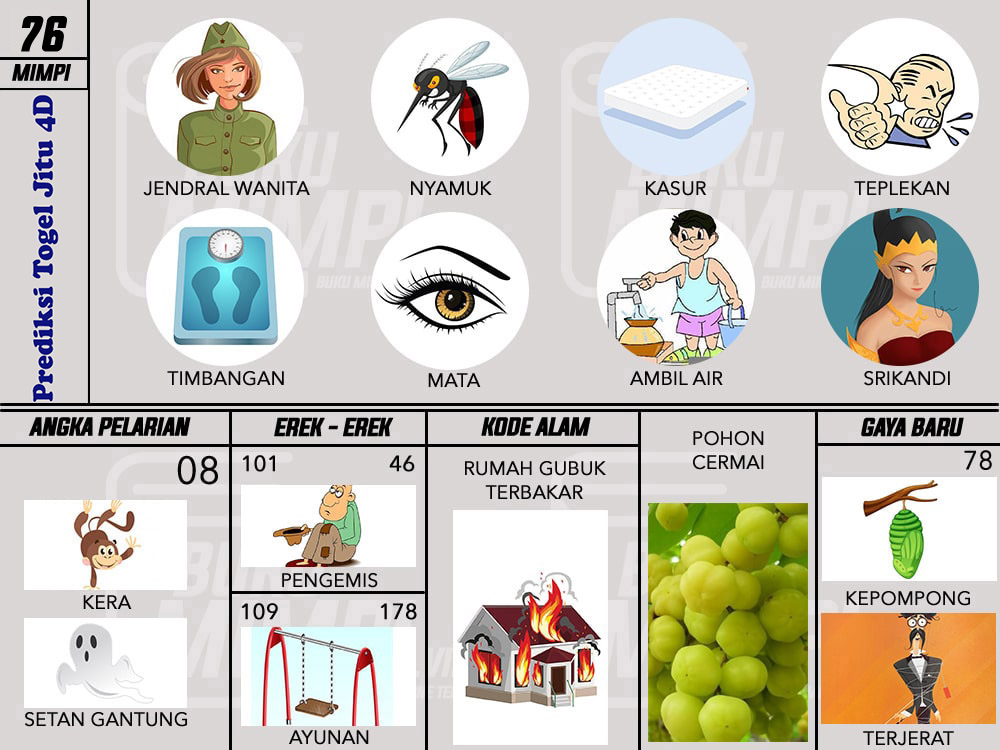 76
MIMPI
Prediksi Togel Jitu 4D
JENDRAL WANITA
NYAMUK
KASUR
TEPLEKAN
TIMBANGAN
MATA
AMBIL AIR
SRIKANDI
ANGKA PELARIAN
08
KERA
SETAN GANTUNG
EREK - EREK
101 46
PENGEMIS
109 178
AYUNAN
KODE ALAM
RUMAH GUBUK
TERBAKAR
POHON
CERMAI
GAYA BARU
78
KEPOMPONG
TERJERAT
BUKU
MIMPI